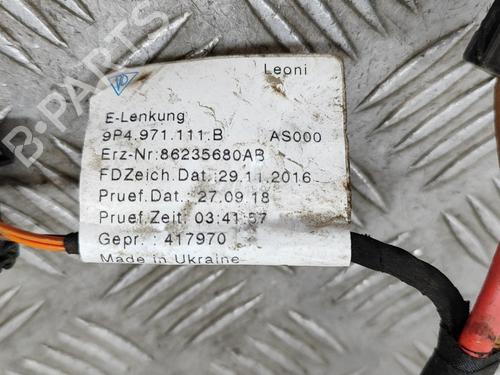 B-PARTS
Leoni
E-Lenkung
9P4.971.111.B AS000
Erz-Nr:86235680AB
FDZeich.Dat.:29.11.2016
Pruef.Dat.: 27.09.18
Pruef.Zeit: 03:41:57
Gepr.: 417970
Made in Ukraine